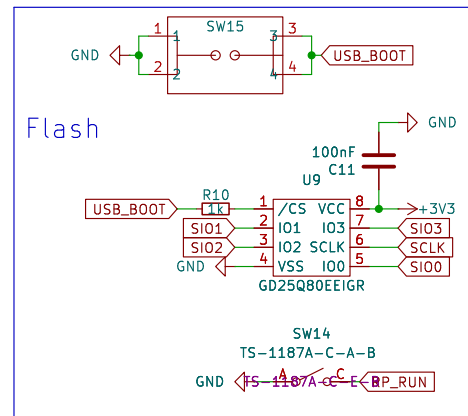 SW15
1 1 3 3
GND USB_BOOT
2 2 4 4
Flash
GND
100nF
C11
U9
R10
USB_BOOT 1k 1 /CS VCC 8 +3V3
SIO1 2 IO1 IO3 7 SIO3
SIO2 3 IO2 SCLK 6 SCLK
GND 4 VSS IO0 5 SIO0
GD25Q80EEIGR
SW14
TS-1187A-C-A-B
A C
GND TS-1187A-C-E-B RP_RUN